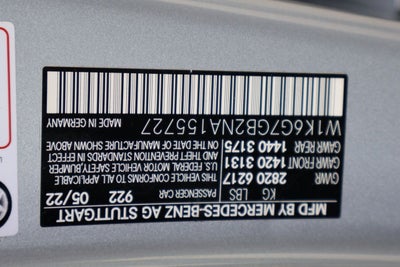 MFD BY MERCEDES-BENZ AG STUTTGART
PASSENGER CAR 922 05/22
KG LBS
GVWR 2820 6217
GAWR FRONT 1420 3131
GAWR REAR 1440 3175
THIS VEHICLE CONFORMS TO ALL APPLICABLE
U.S. FEDERAL MOTOR VEHICLE SAFETY, BUMPER,
AND THEFT PREVENTION STANDARDS IN EFFECT
ON THE DATE OF MANUFACTURE SHOWN ABOVE.
W1K6G7GB2NA155727
MADE IN GERMANY